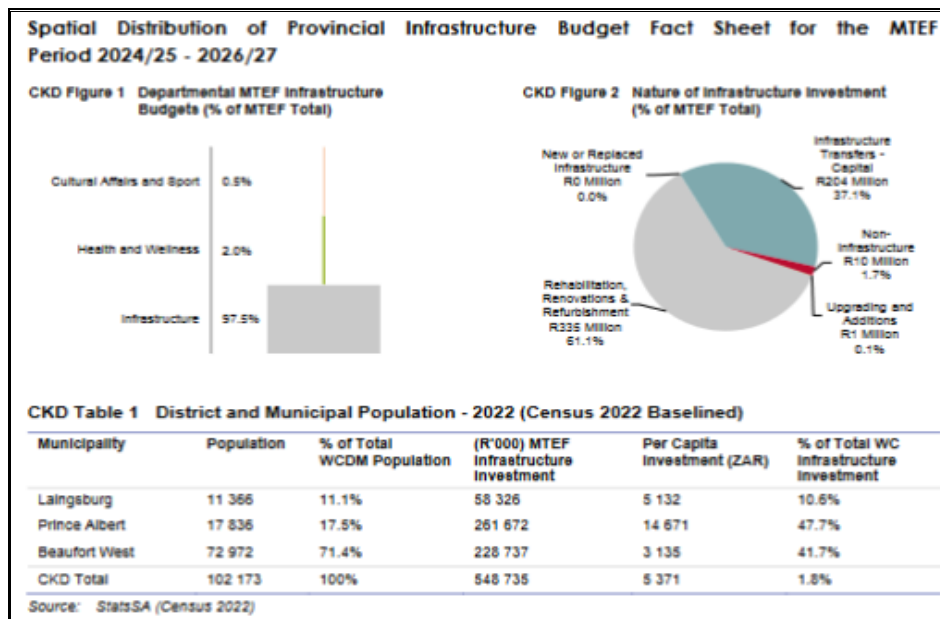 Spatial Distribution of Provincial Infrastructure Budget Fact Sheet for the MTEF
Period 2024/25 - 2026/27
CKD Figure 1 Departmental MTEF Infrastructure
Budgets (% of MTEF Total)
Cultural Affairs and Sport 0.5%
Health and Wellness 2.0%
Infrastructure 97.5%
CKD Figure 2 Nature of Infrastructure Investment
(% of MTEF Total)
New or Replaced
Infrastructure
R0 Million
0.0%
Infrastructure
Transfers -
Capital
R204 Million
37.1%
Non-
Infrastructure
R10 Million
1.7%
Upgrading and
Additions
R1 Million
0.1%
Rehabilitation,
Renovations &
Refurbishment
R335 Million
61.1%
CKD Table 1 District and Municipal Population - 2022 (Census 2022 Baselined)
Municipality Population % of Total WCDM Population (R'000) MTEF Infrastructure Investment Per Capita Investment (ZAR) % of Total WC Infrastructure Investment
Laingsburg 11 366 11.1% 58 326 5 132 10.6%
Prince Albert 17 836 17.5% 261 672 14 671 47.7%
Beaufort West 72 972 71.4% 228 737 3 135 41.7%
CKD Total 102 173 100% 548 735 5 371 1.8%
Source: StatsSA (Census 2022)